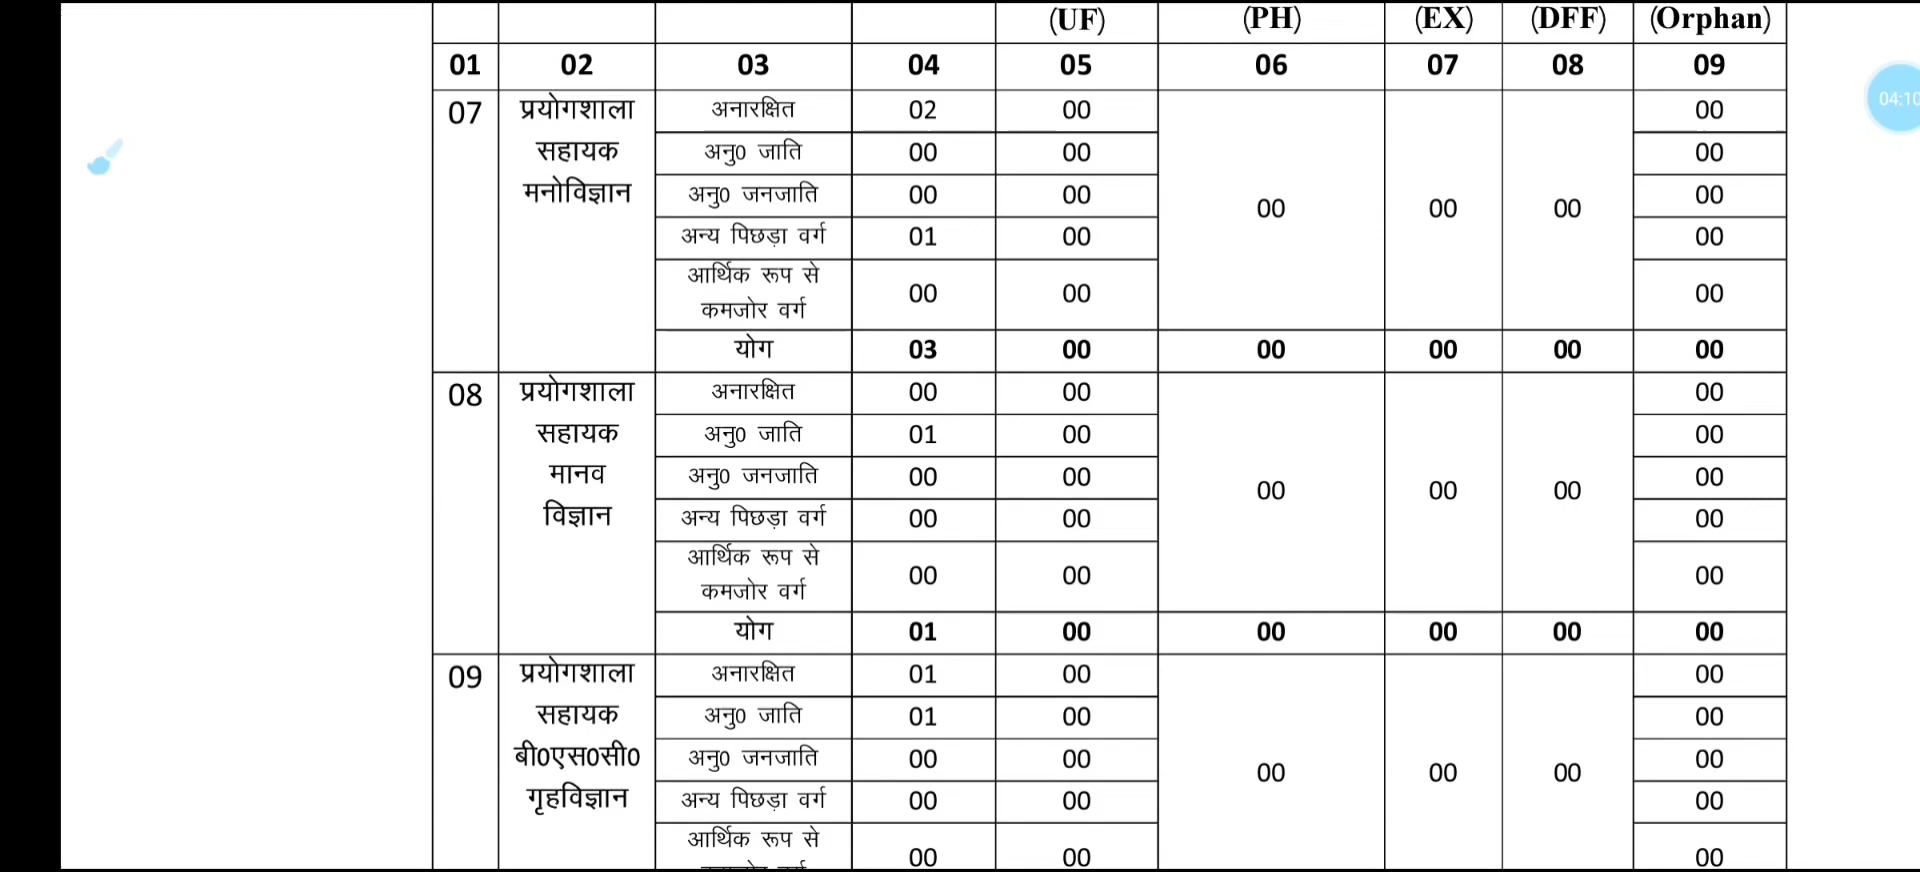 (UF) (PH) (EX) (DFF) (Orphan)
01 02 03 04 05 06 07 08 09
07 प्रयोगशाला सहायक मनोविज्ञान अनारक्षित 02 00 00 00 00 00
अनु0 जाति 00 00 00
अनु0 जनजाति 00 00 00
अन्य पिछड़ा वर्ग 01 00 00
आर्थिक रूप से कमजोर वर्ग 00 00 00
योग 03 00 00 00 00 00
08 प्रयोगशाला सहायक मानव विज्ञान अनारक्षित 00 00 00 00 00 00
अनु0 जाति 01 00 00
अनु0 जनजाति 00 00 00
अन्य पिछड़ा वर्ग 00 00 00
आर्थिक रूप से कमजोर वर्ग 00 00 00
योग 01 00 00 00 00 00
09 प्रयोगशाला सहायक बी0एस0सी0 गृहविज्ञान अनारक्षित 01 00 00 00 00 00
अनु0 जाति 01 00 00
अनु0 जनजाति 00 00 00
अन्य पिछड़ा वर्ग 00 00 00
आर्थिक रूप से 00 00 00
04:10